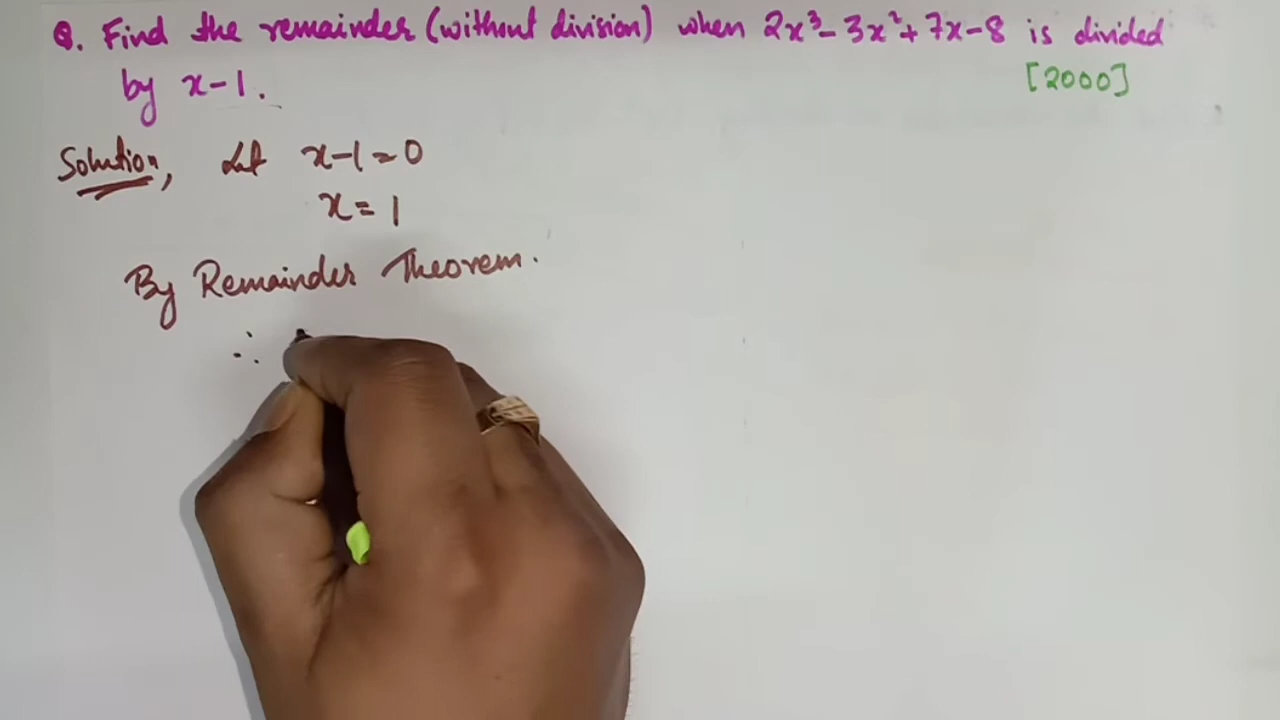 Q. Find the remainder (without division) when 2x³-3x²+7x-8 is divided
by x-1.
[2000]
Solution, Let x-1=0
x=1
By Remainder Theorem.
∴